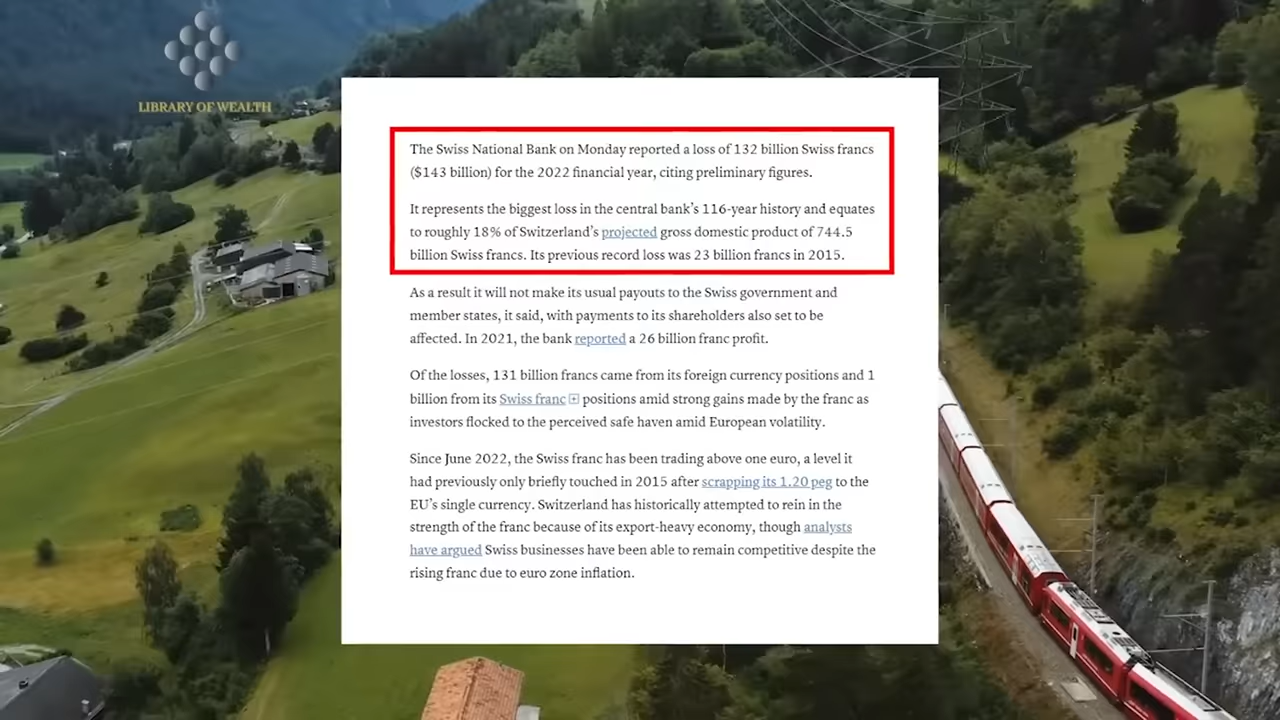 LIBRARY OF WEALTH
The Swiss National Bank on Monday reported a loss of 132 billion Swiss francs
($143 billion) for the 2022 financial year, citing preliminary figures.
It represents the biggest loss in the central bank’s 116-year history and equates
to roughly 18% of Switzerland’s projected gross domestic product of 744.5
billion Swiss francs. Its previous record loss was 23 billion francs in 2015.
As a result it will not make its usual payouts to the Swiss government and
member states, it said, with payments to its shareholders also set to be
affected. In 2021, the bank reported a 26 billion franc profit.
Of the losses, 131 billion francs came from its foreign currency positions and 1
billion from its Swiss franc positions amid strong gains made by the franc as
investors flocked to the perceived safe haven amid European volatility.
Since June 2022, the Swiss franc has been trading above one euro, a level it
had previously only briefly touched in 2015 after scrapping its 1.20 peg to the
EU’s single currency. Switzerland has historically attempted to rein in the
strength of the franc because of its export-heavy economy, though analysts
have argued Swiss businesses have been able to remain competitive despite the
rising franc due to euro zone inflation.